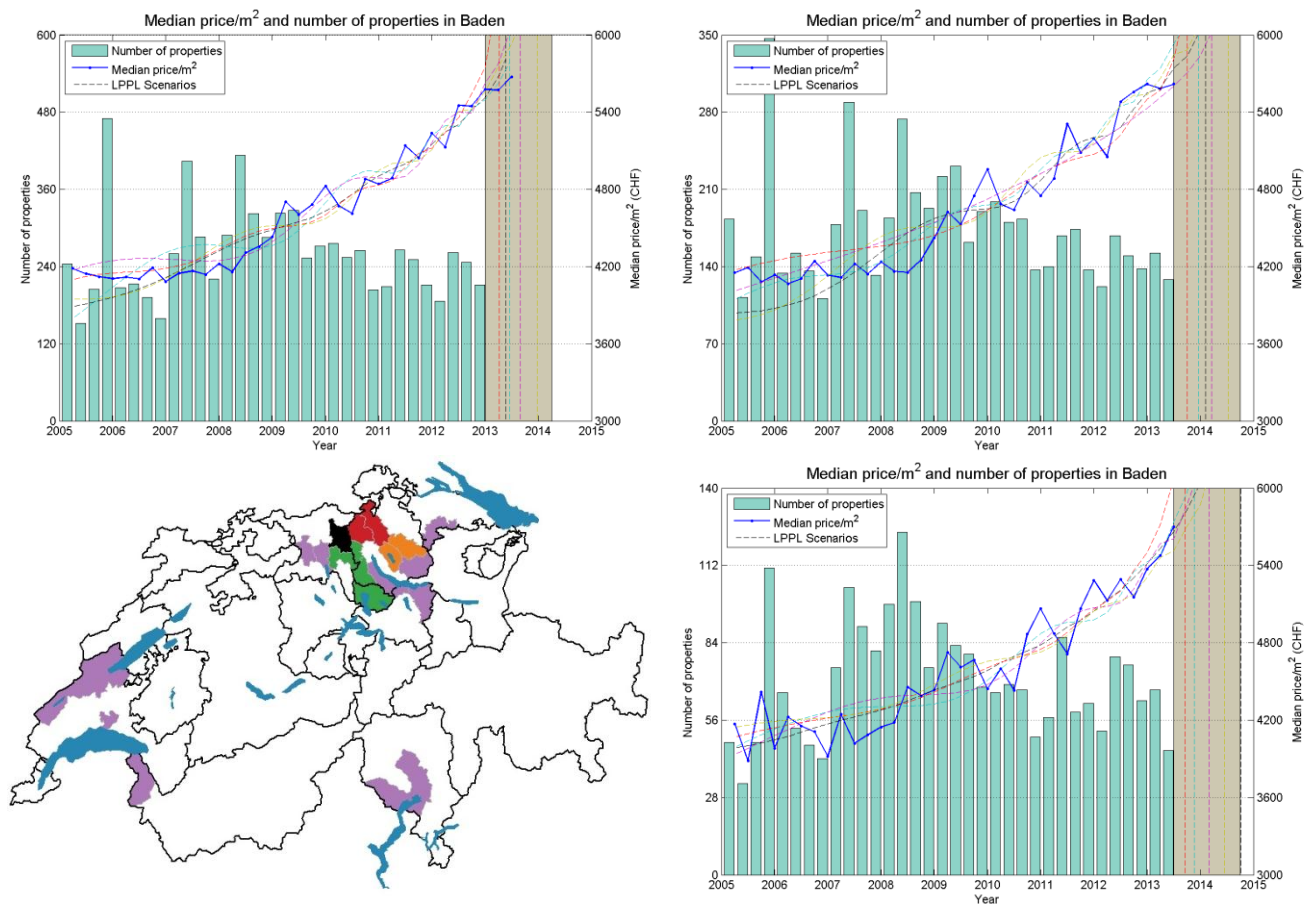 Median price/m² and number of properties in Baden
600
540
480
360
240
120
0
Number of properties
Number of properties
Median price/m²
LPPL Scenarios
6000
5400
4800
4200
3600
3000
Median price/m² (CHF)
2005 2006 2007 2008 2009 2010 2011 2012 2013 2014 2015
Year
Median price/m² and number of properties in Baden
350
280
210
140
70
0
Number of properties
Number of properties
Median price/m²
LPPL Scenarios
6000
5400
4800
4200
3600
3000
Median price/m² (CHF)
2005 2006 2007 2008 2009 2010 2011 2012 2013 2014 2015
Year
Median price/m² and number of properties in Baden
140
112
84
56
28
0
Number of properties
Number of properties
Median price/m²
LPPL Scenarios
6000
5400
4800
4200
3600
3000
Median price/m² (CHF)
2005 2006 2007 2008 2009 2010 2011 2012 2013 2014 2015
Year